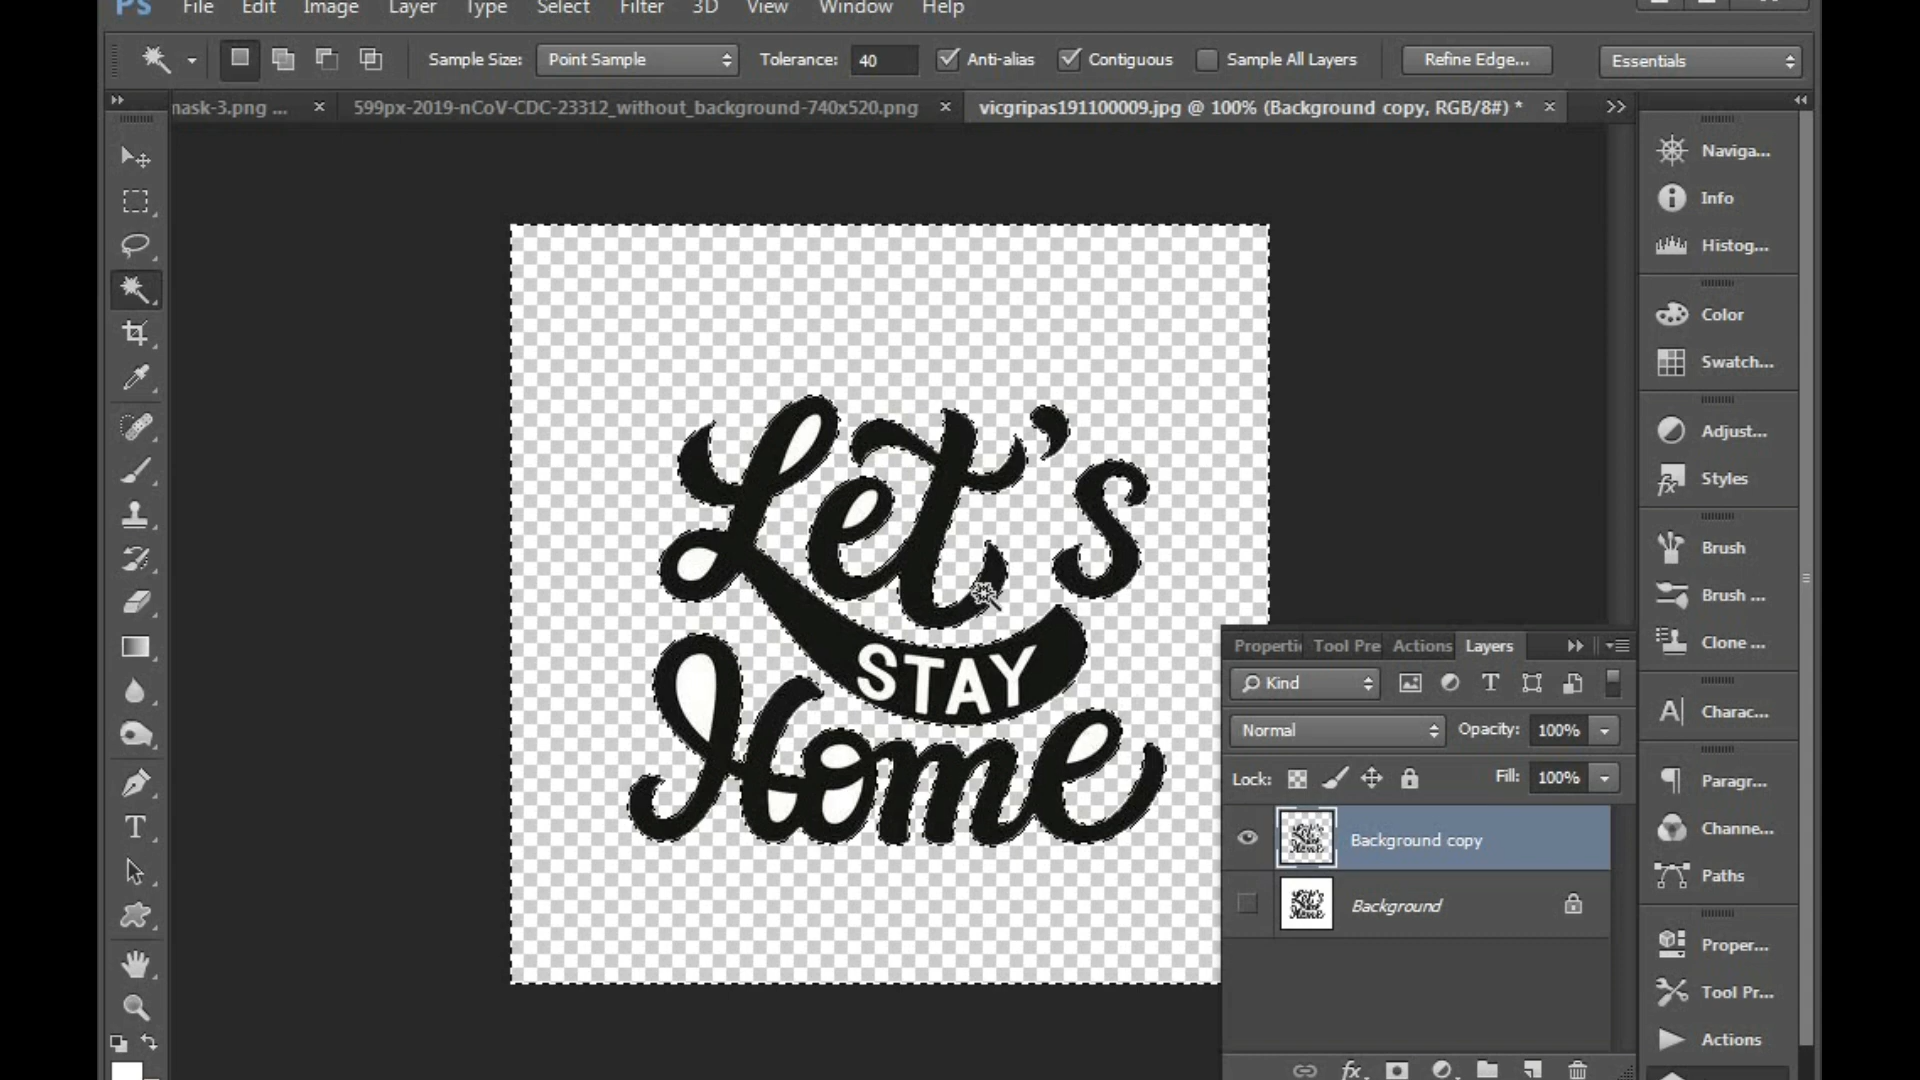 PS File Edit Image Layer Type Select Filter 3D View Window Help
Sample Size: Point Sample Tolerance: 40 Anti-alias Contiguous Sample All Layers Refine Edge... Essentials
mask-3.png ... × 599px-2019-nCoV-CDC-23312_without_background-740x520.png × vicgripas191100009.jpg @ 100% (Background copy, RGB/8#) * ×
Naviga...
Info
Histog...
Color
Swatch...
Adjust...
Styles
Brush
Brush ...
Clone ...
Charac...
Paragr...
Channe...
Paths
Proper...
Tool Pr...
Actions
Let's
STAY
Home
Properti Tool Pre Actions Layers
Kind
Normal Opacity: 100%
Lock: Fill: 100%
Background copy
Background